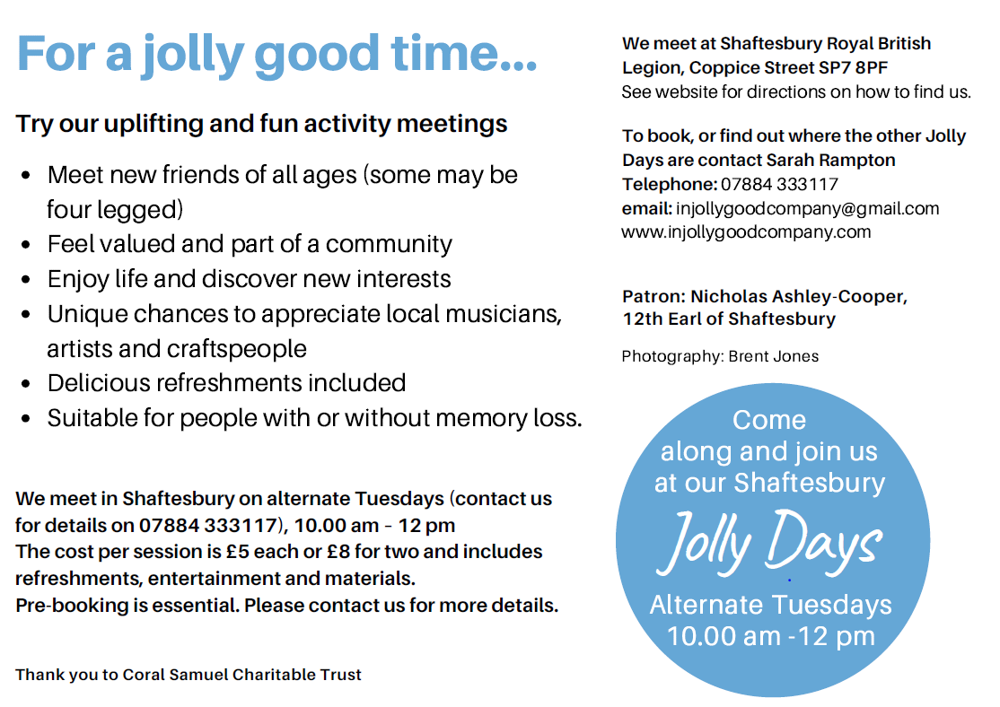 For a jolly good time...
Try our uplifting and fun activity meetings
• Meet new friends of all ages (some may be
four legged)
• Feel valued and part of a community
• Enjoy life and discover new interests
• Unique chances to appreciate local musicians,
artists and craftspeople
• Delicious refreshments included
• Suitable for people with or without memory loss.
We meet in Shaftesbury on alternate Tuesdays (contact us
for details on 07884 333117), 10.00 am – 12 pm
The cost per session is £5 each or £8 for two and includes
refreshments, entertainment and materials.
Pre-booking is essential. Please contact us for more details.
Thank you to Coral Samuel Charitable Trust
We meet at Shaftesbury Royal British
Legion, Coppice Street SP7 8PF
See website for directions on how to find us.
To book, or find out where the other Jolly
Days are contact Sarah Rampton
Telephone: 07884 333117
email: injollygoodcompany@gmail.com
www.injollygoodcompany.com
Patron: Nicholas Ashley-Cooper,
12th Earl of Shaftesbury
Photography: Brent Jones
Come
along and join us
at our Shaftesbury
Jolly Days
Alternate Tuesdays
10.00 am -12 pm